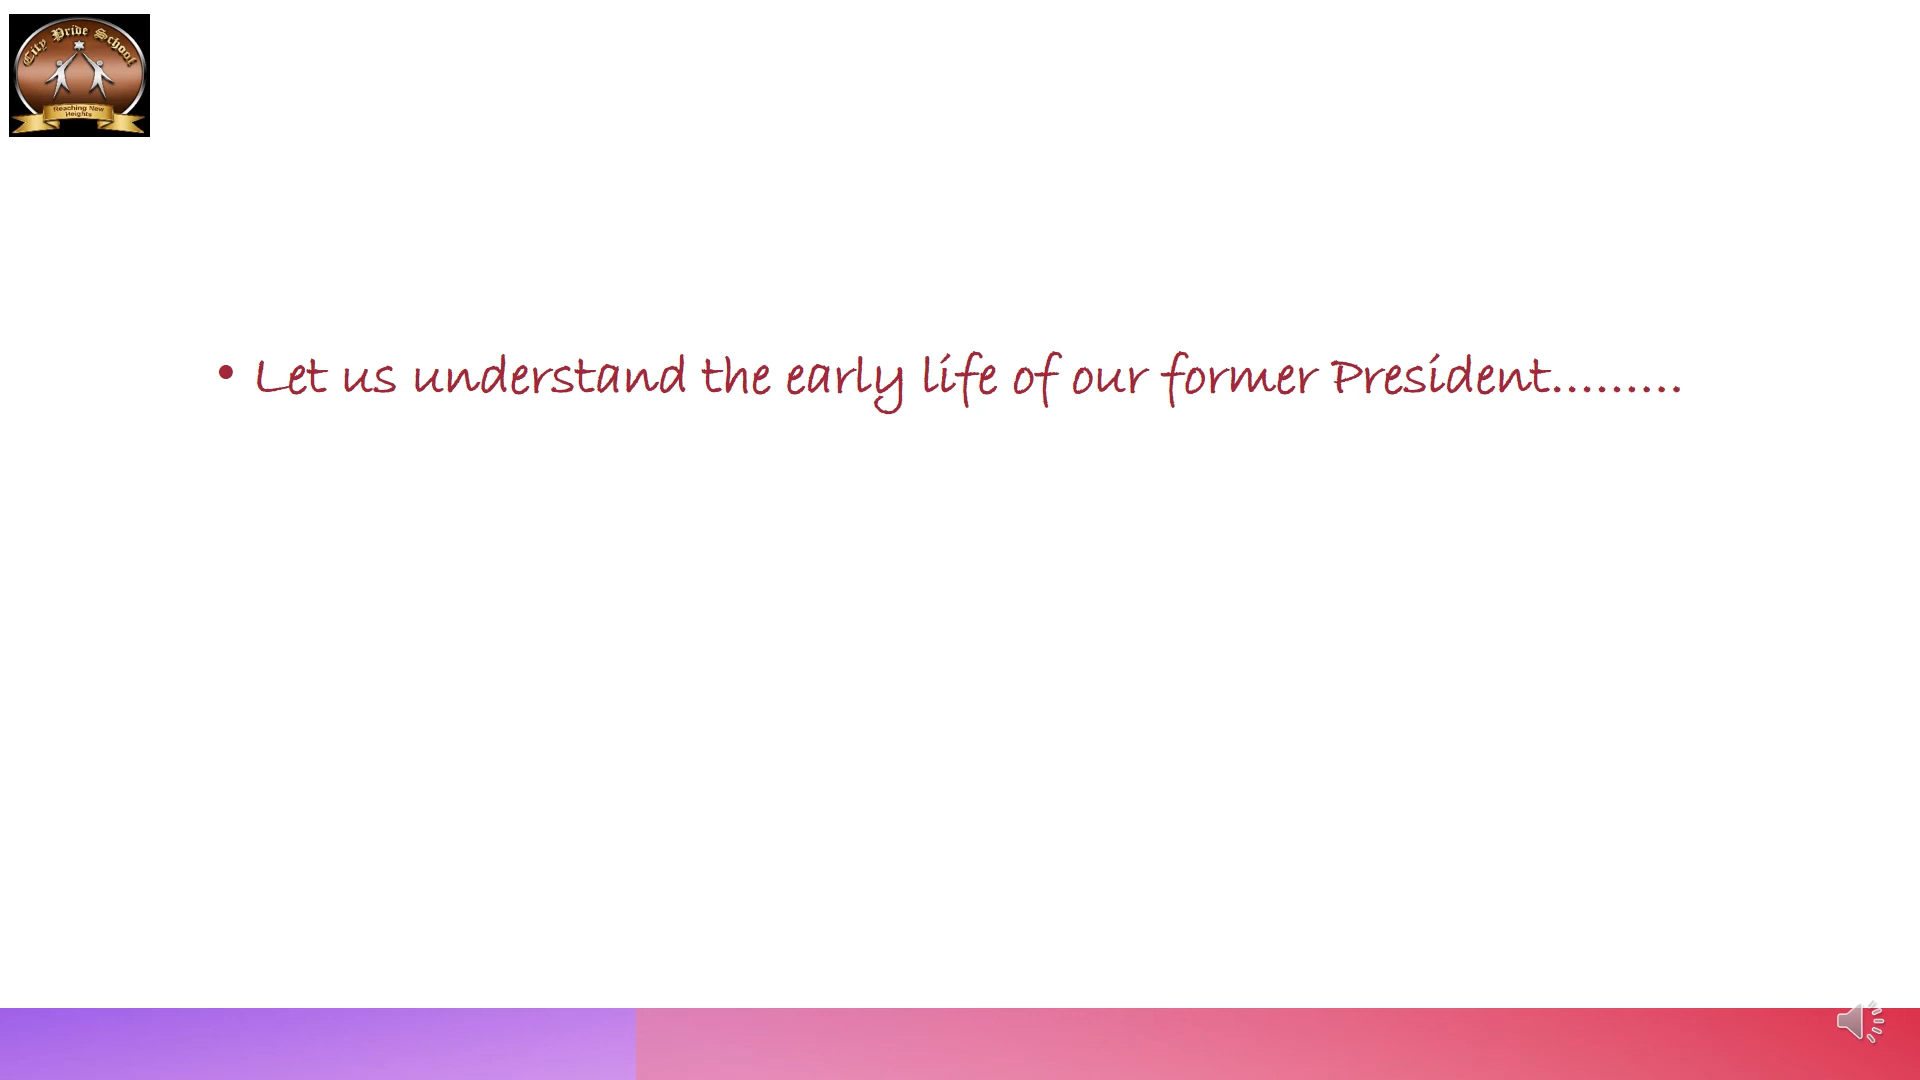 City Pride School
Reaching New
Heights
• Let us understand the early life of our former President.........